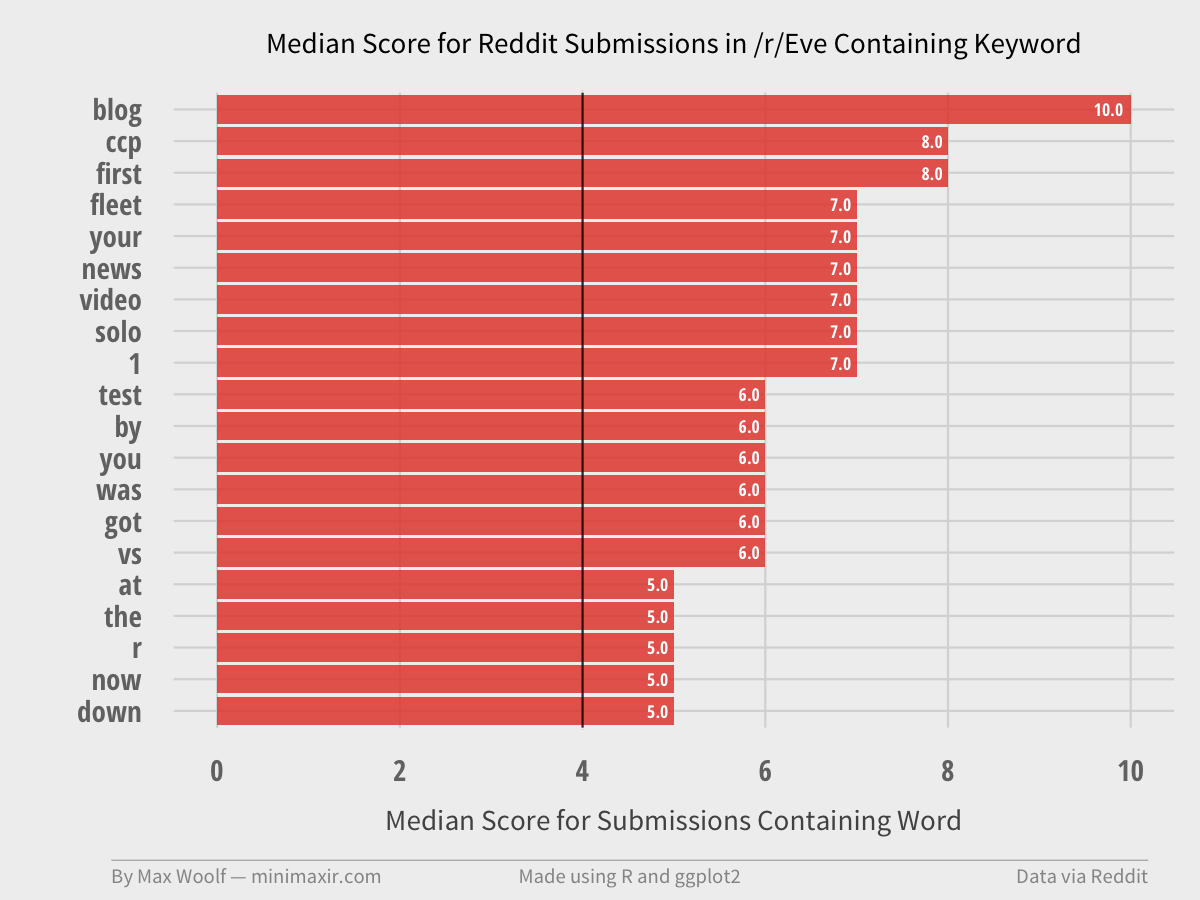 Median Score for Reddit Submissions in /r/Eve Containing Keyword
blog 10.0
ccp 8.0
first 8.0
fleet 7.0
your 7.0
news 7.0
video 7.0
solo 7.0
1 7.0
test 6.0
by 6.0
you 6.0
was 6.0
got 6.0
vs 6.0
at 5.0
the 5.0
r 5.0
now 5.0
down 5.0
0 2 4 6 8 10
Median Score for Submissions Containing Word
By Max Woolf — minimaxir.com Made using R and ggplot2 Data via Reddit